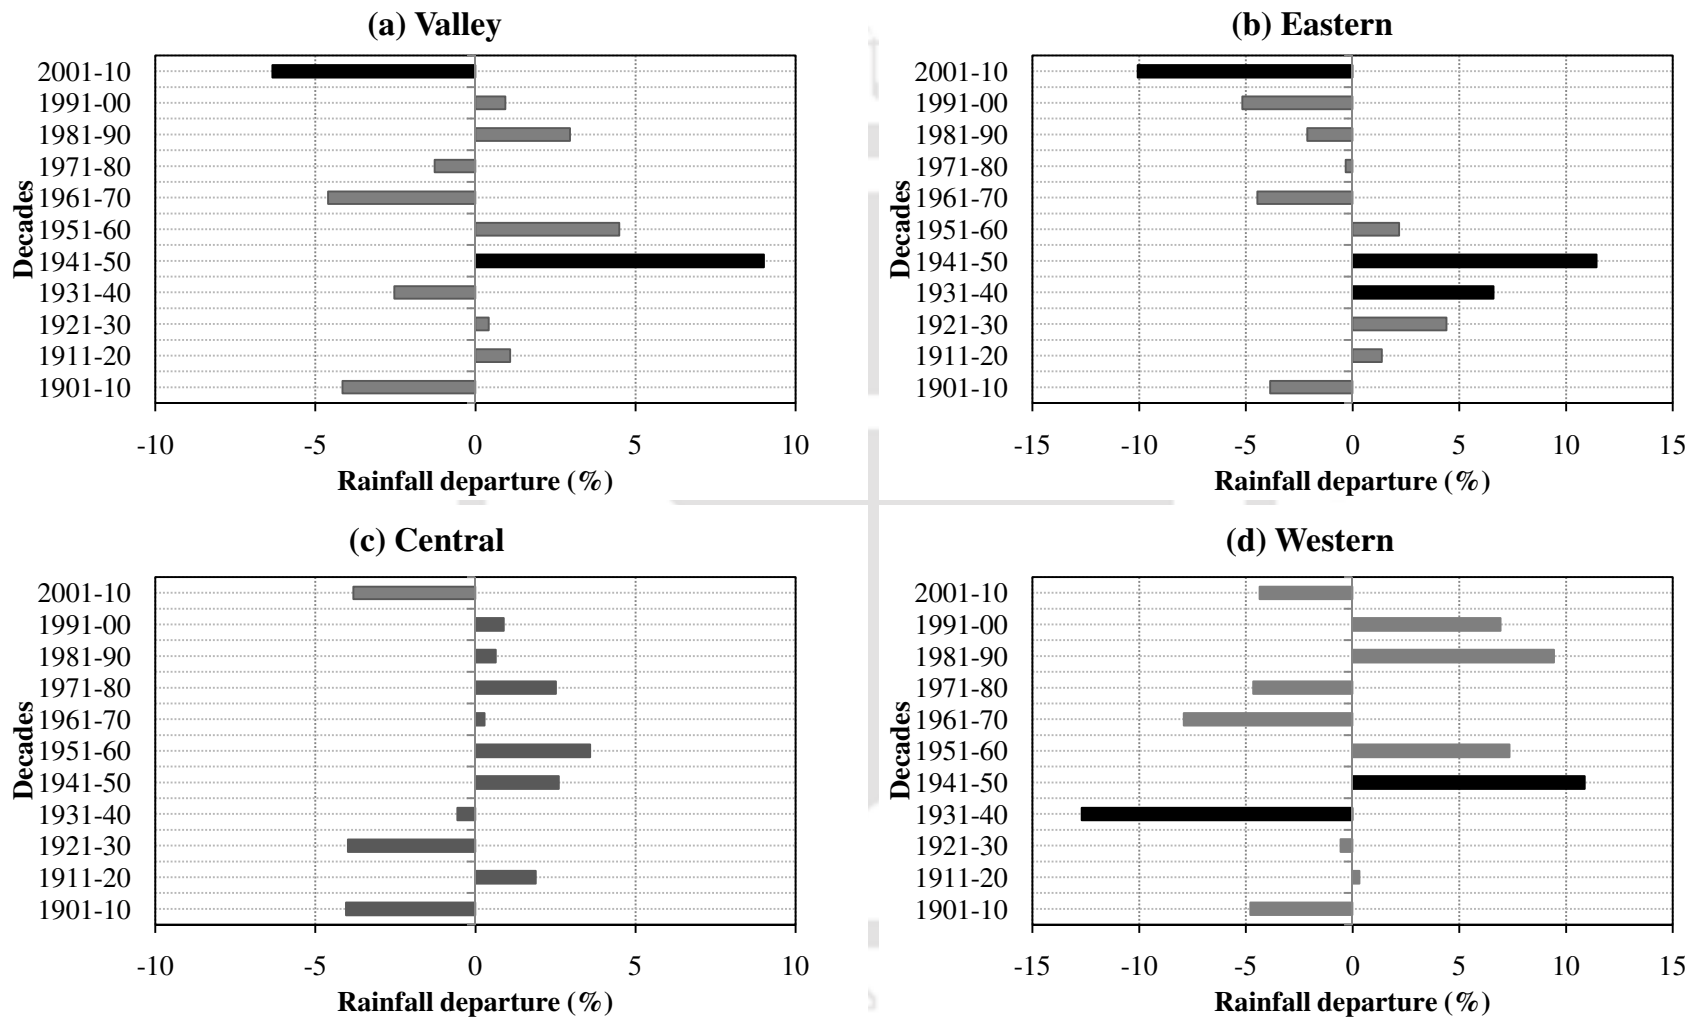 (a) Valley
Decades
2001-10
1991-00
1981-90
1971-80
1961-70
1951-60
1941-50
1931-40
1921-30
1911-20
1901-10
-10 -5 0 5 10
Rainfall departure (%)
(b) Eastern
Decades
2001-10
1991-00
1981-90
1971-80
1961-70
1951-60
1941-50
1931-40
1921-30
1911-20
1901-10
-15 -10 -5 0 5 10 15
Rainfall departure (%)
(c) Central
Decades
2001-10
1991-00
1981-90
1971-80
1961-70
1951-60
1941-50
1931-40
1921-30
1911-20
1901-10
-10 -5 0 5 10
Rainfall departure (%)
(d) Western
Decades
2001-10
1991-00
1981-90
1971-80
1961-70
1951-60
1941-50
1931-40
1921-30
1911-20
1901-10
-15 -10 -5 0 5 10 15
Rainfall departure (%)